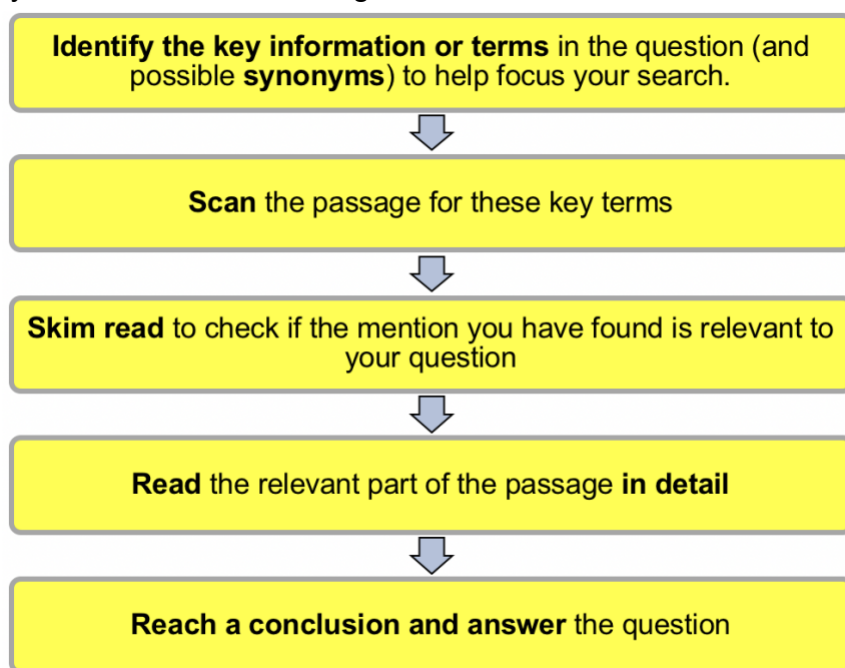 Identify the key information or terms in the question (and
possible synonyms) to help focus your search.
Scan the passage for these key terms
Skim read to check if the mention you have found is relevant to
your question
Read the relevant part of the passage in detail
Reach a conclusion and answer the question